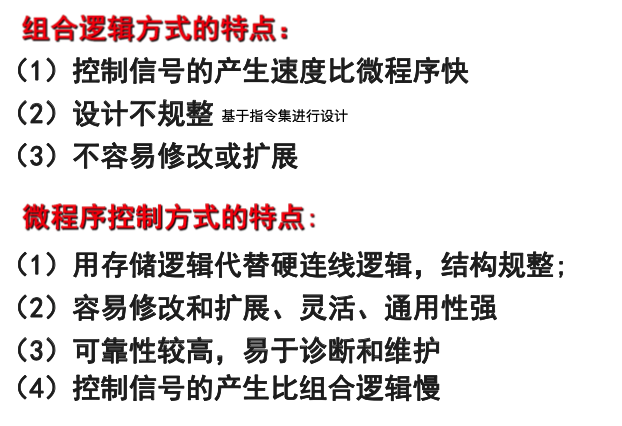 组合逻辑方式的特点：
（1）控制信号的产生速度比微程序快
（2）设计不规整 基于指令集进行设计
（3）不容易修改或扩展
微程序控制方式的特点:
（1）用存储逻辑代替硬连线逻辑，结构规整;
（2）容易修改和扩展、灵活、通用性强
（3）可靠性较高，易于诊断和维护
（4）控制信号的产生比组合逻辑慢